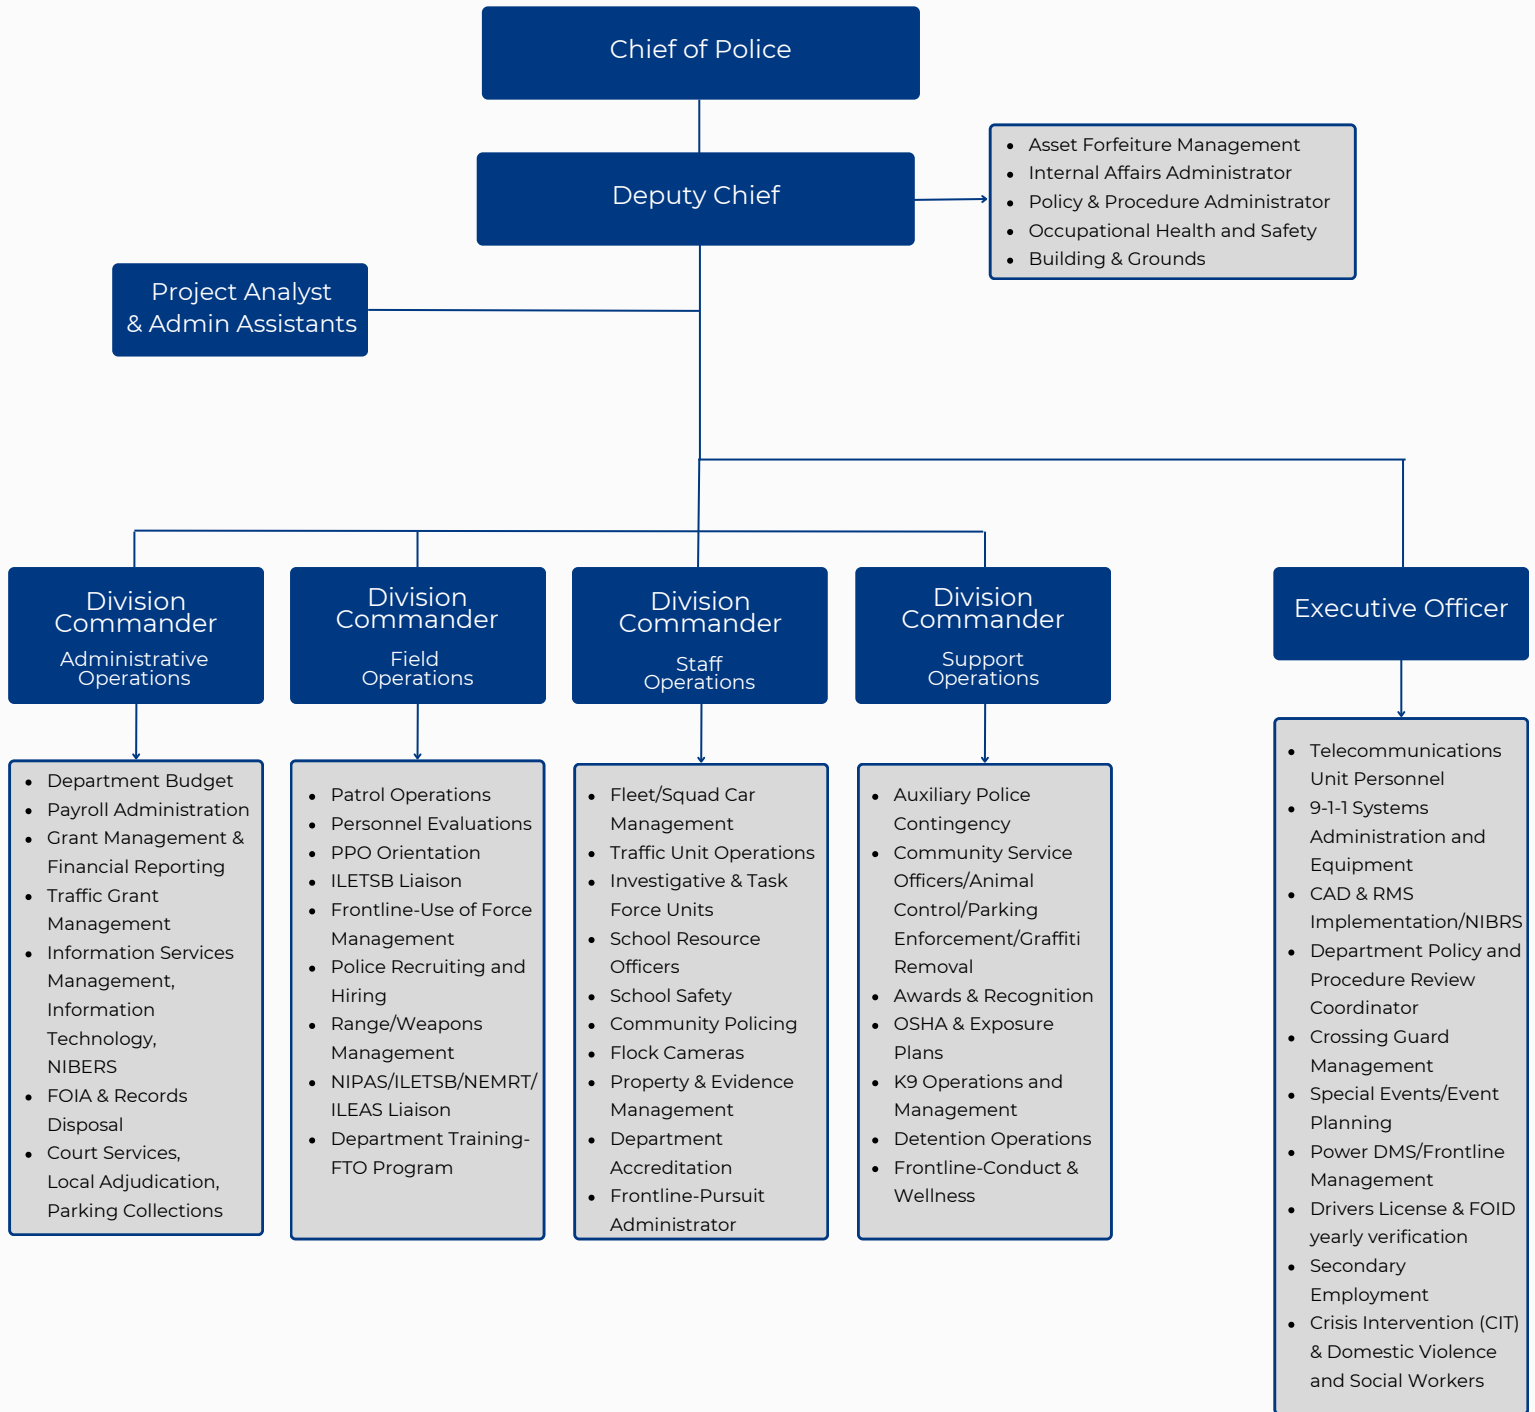 Chief of Police
Deputy Chief
• Asset Forfeiture Management
• Internal Affairs Administrator
• Policy & Procedure Administrator
• Occupational Health and Safety
• Building & Grounds
Project Analyst
& Admin Assistants
Division
Commander
Administrative
Operations
• Department Budget
• Payroll Administration
• Grant Management &
Financial Reporting
• Traffic Grant
Management
• Information Services
Management,
Information
Technology,
NIBERS
• FOIA & Records
Disposal
• Court Services,
Local Adjudication,
Parking Collections
Division
Commander
Field
Operations
• Patrol Operations
• Personnel Evaluations
• PPO Orientation
• ILETSB Liaison
• Frontline-Use of Force
Management
• Police Recruiting and
Hiring
• Range/Weapons
Management
• NIPAS/ILETSB/NEMRT/
ILEAS Liaison
• Department Training-
FTO Program
Division
Commander
Staff
Operations
• Fleet/Squad Car
Management
• Traffic Unit Operations
• Investigative & Task
Force Units
• School Resource
Officers
• School Safety
• Community Policing
• Flock Cameras
• Property & Evidence
Management
• Department
Accreditation
• Frontline-Pursuit
Administrator
Division
Commander
Support
Operations
• Auxiliary Police
Contingency
• Community Service
Officers/Animal
Control/Parking
Enforcement/Graffiti
Removal
• Awards & Recognition
• OSHA & Exposure
Plans
• K9 Operations and
Management
• Detention Operations
• Frontline-Conduct &
Wellness
Executive Officer
• Telecommunications
Unit Personnel
• 9-1-1 Systems
Administration and
Equipment
• CAD & RMS
Implementation/NIBRS
• Department Policy and
Procedure Review
Coordinator
• Crossing Guard
Management
• Special Events/Event
Planning
• Power DMS/Frontline
Management
• Drivers License & FOID
yearly verification
• Secondary
Employment
• Crisis Intervention (CIT)
& Domestic Violence
and Social Workers